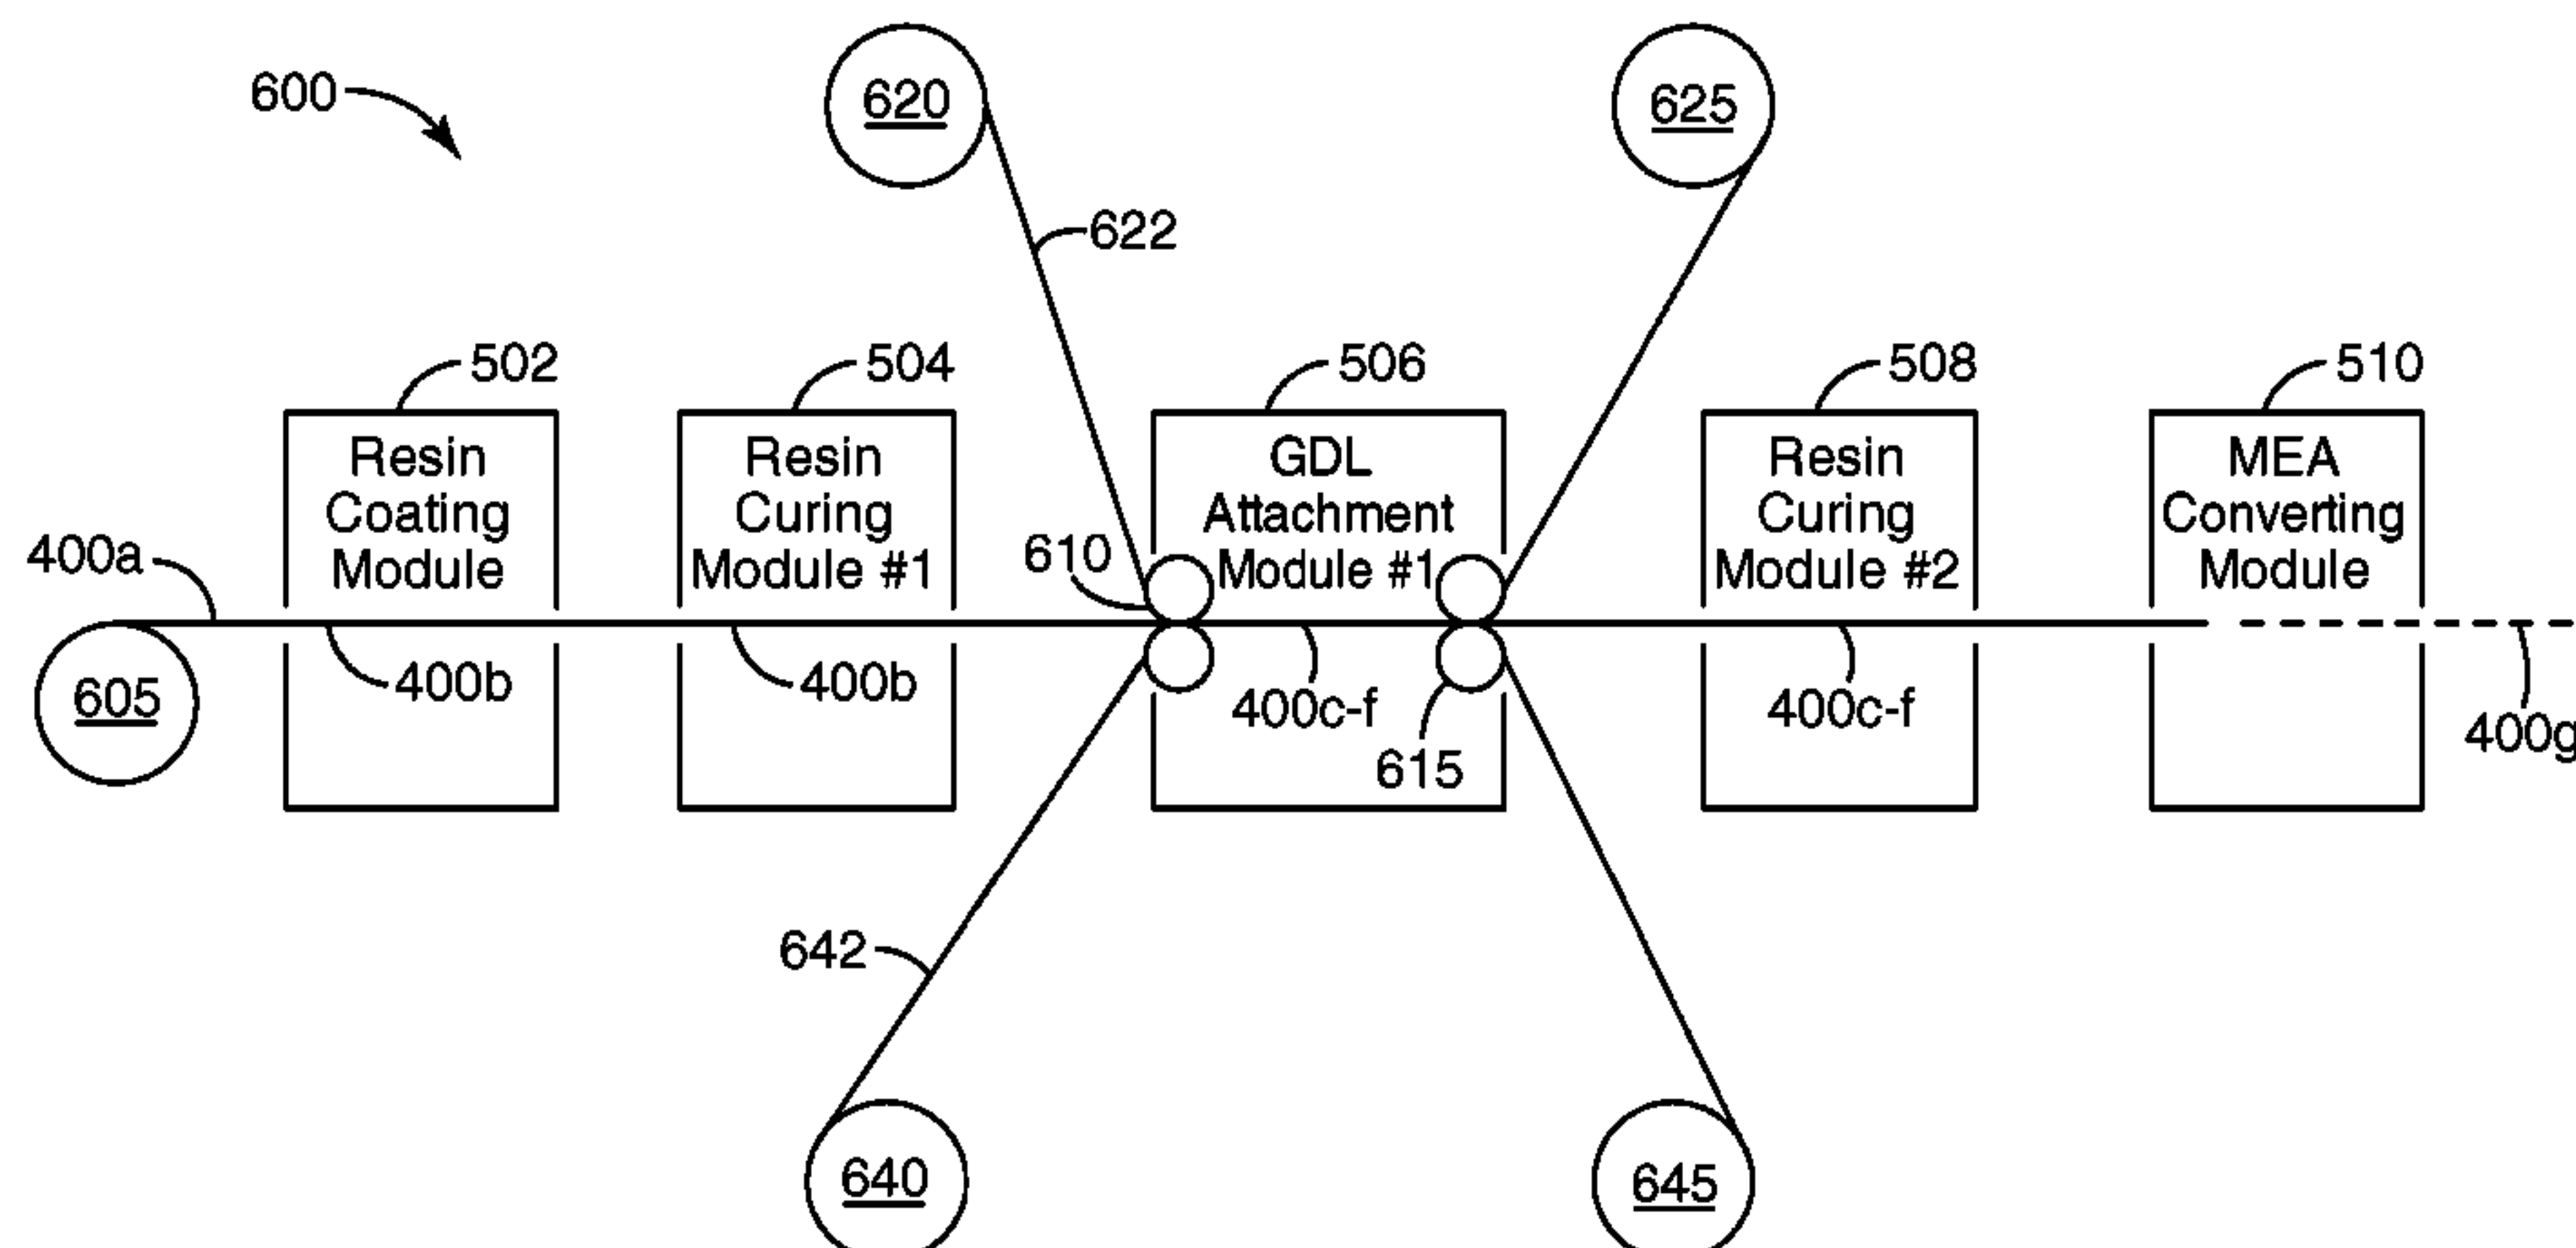 600
620
625
622
502
504
506
508
510
Resin
Coating
Module
Resin
Curing
Module #1
GDL
Attachment
Module #1
Resin
Curing
Module #2
MEA
Converting
Module
400a
610
605
400b
400b
400c-f
615
400c-f
400g
642
640
645